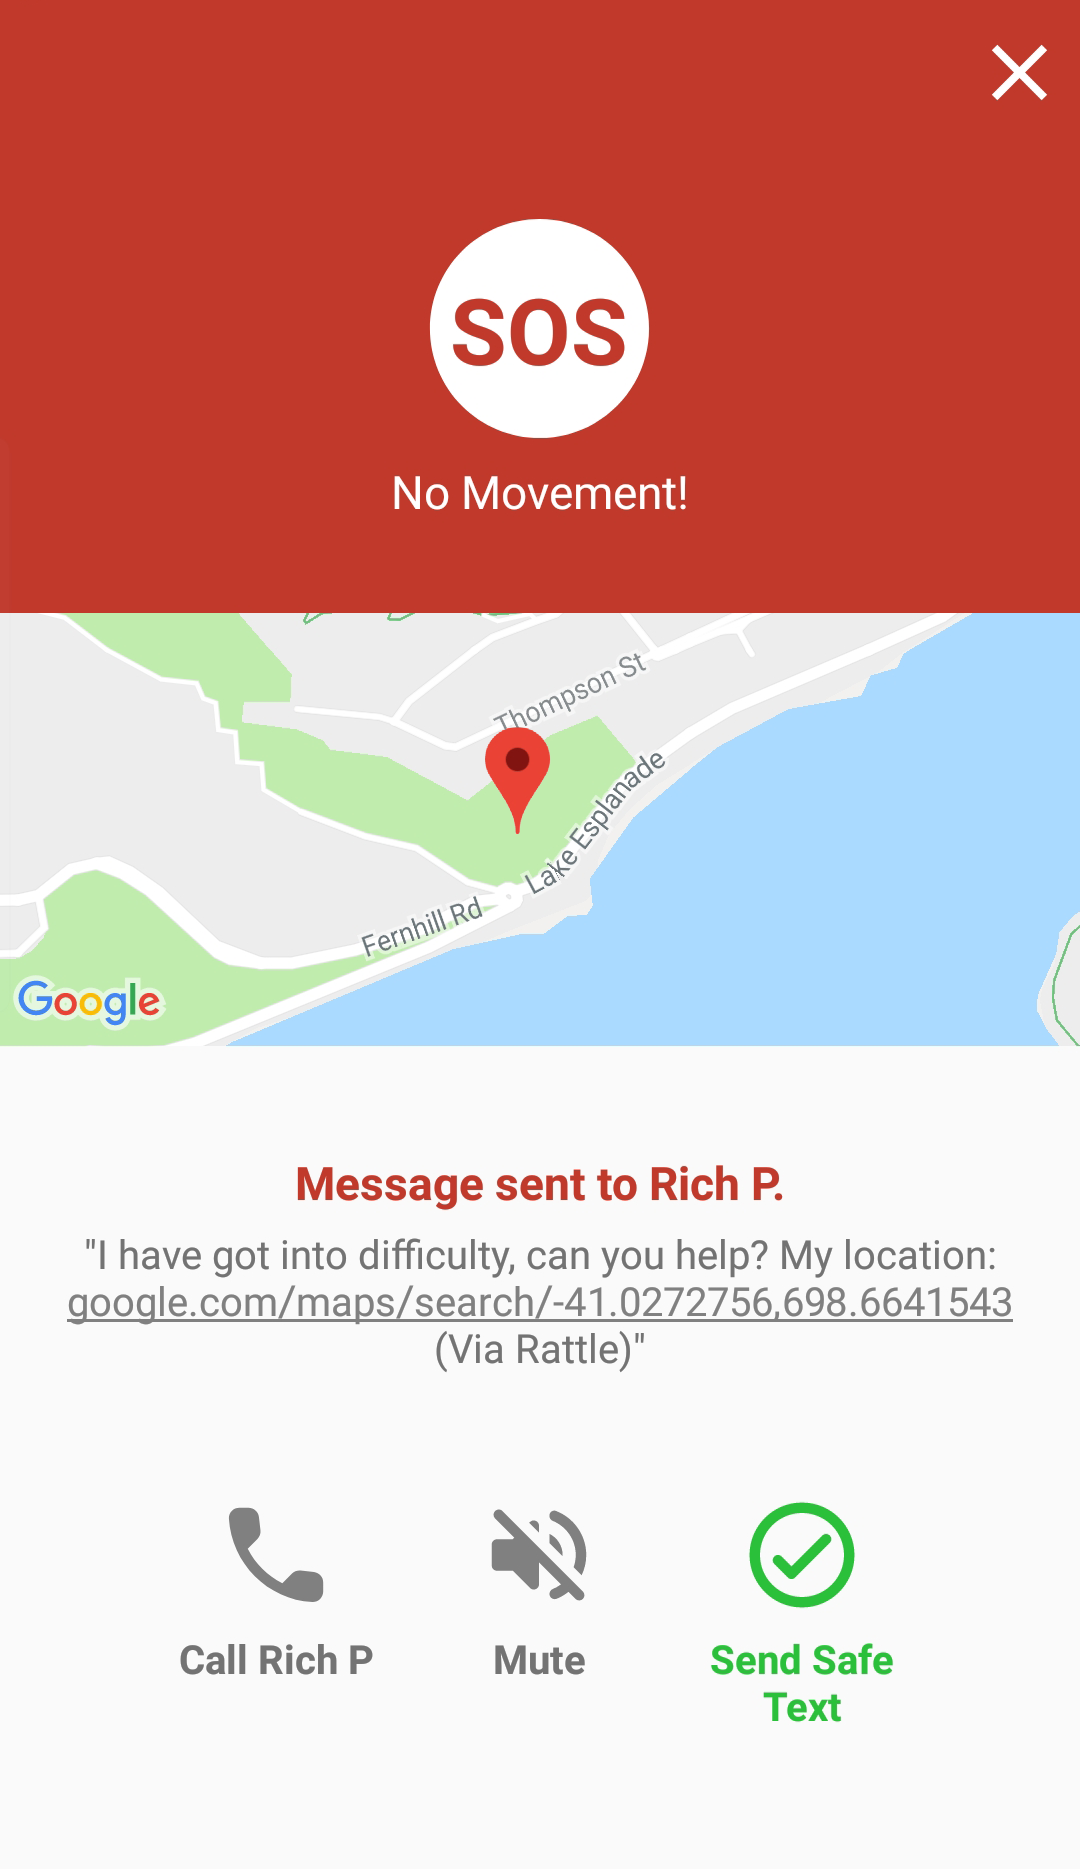 SOS
No Movement!
Thompson St
Lake Esplanade
Fernhill Rd
Google
Message sent to Rich P.
"I have got into difficulty, can you help? My location:
google.com/maps/search/-41.0272756,698.6641543
(Via Rattle)"
Call Rich P
Mute
Send Safe
Text